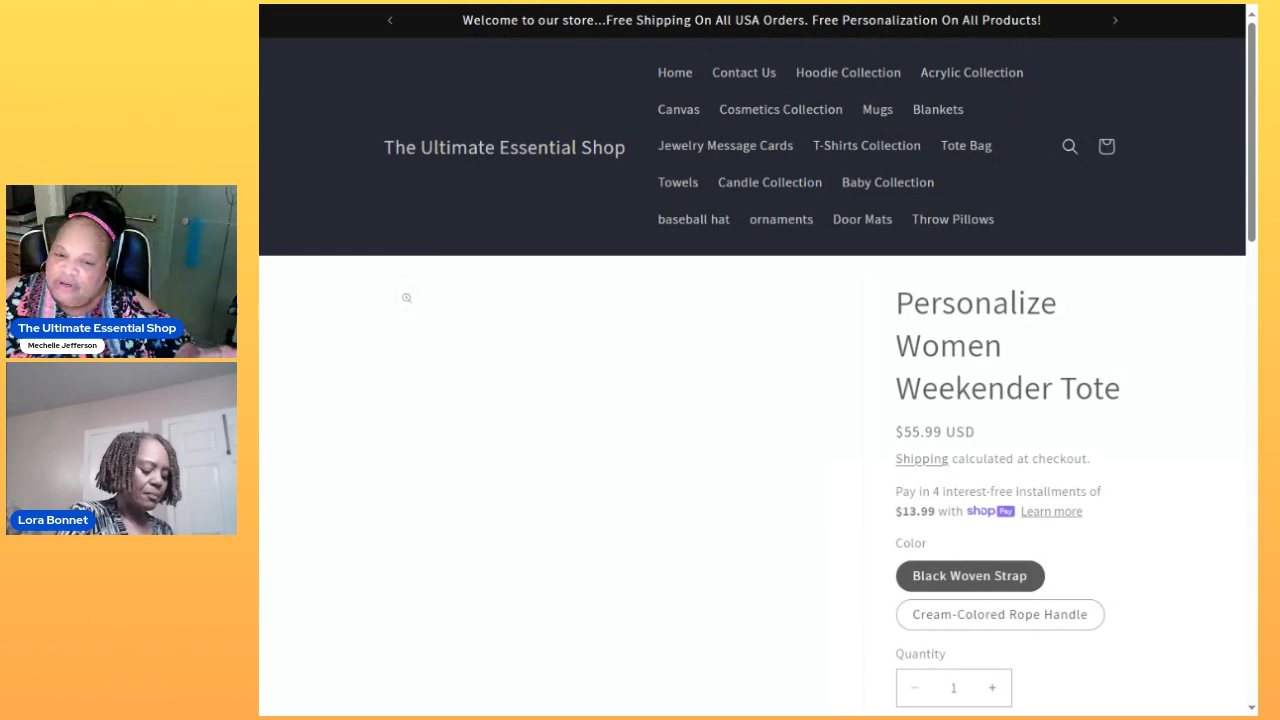 Welcome to our store...Free Shipping On All USA Orders. Free Personalization On All Products!
The Ultimate Essential Shop
Home Contact Us Hoodie Collection Acrylic Collection
Canvas Cosmetics Collection Mugs Blankets
Jewelry Message Cards T-Shirts Collection Tote Bag
Towels Candle Collection Baby Collection
baseball hat ornaments Door Mats Throw Pillows
The Ultimate Essential Shop
Mechelle Jefferson
Lora Bonnet
Personalize
Women
Weekender Tote
$55.99 USD
Shipping calculated at checkout.
Pay in 4 interest-free installments of
$13.99 with shop Pay Learn more
Color
Black Woven Strap
Cream-Colored Rope Handle
Quantity
− 1 +